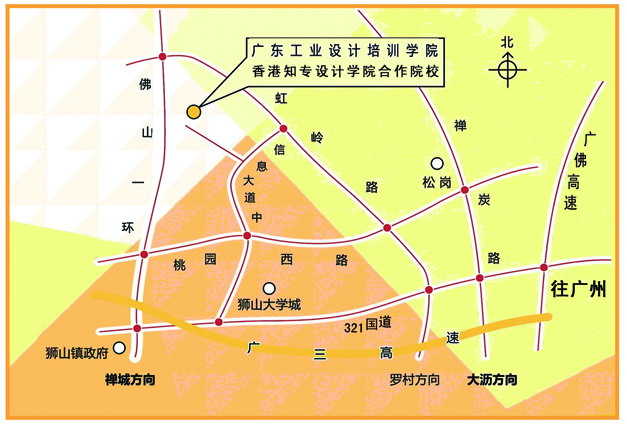 广东工业设计培训学院
香港知专设计学院合作院校
北
佛山一环
虹岭路
信息大道中
禅炭路
广佛高速
松岗
桃园西路
狮山大学城
往广州
321国道
广三高速
狮山镇政府
禅城方向
罗村方向
大沥方向